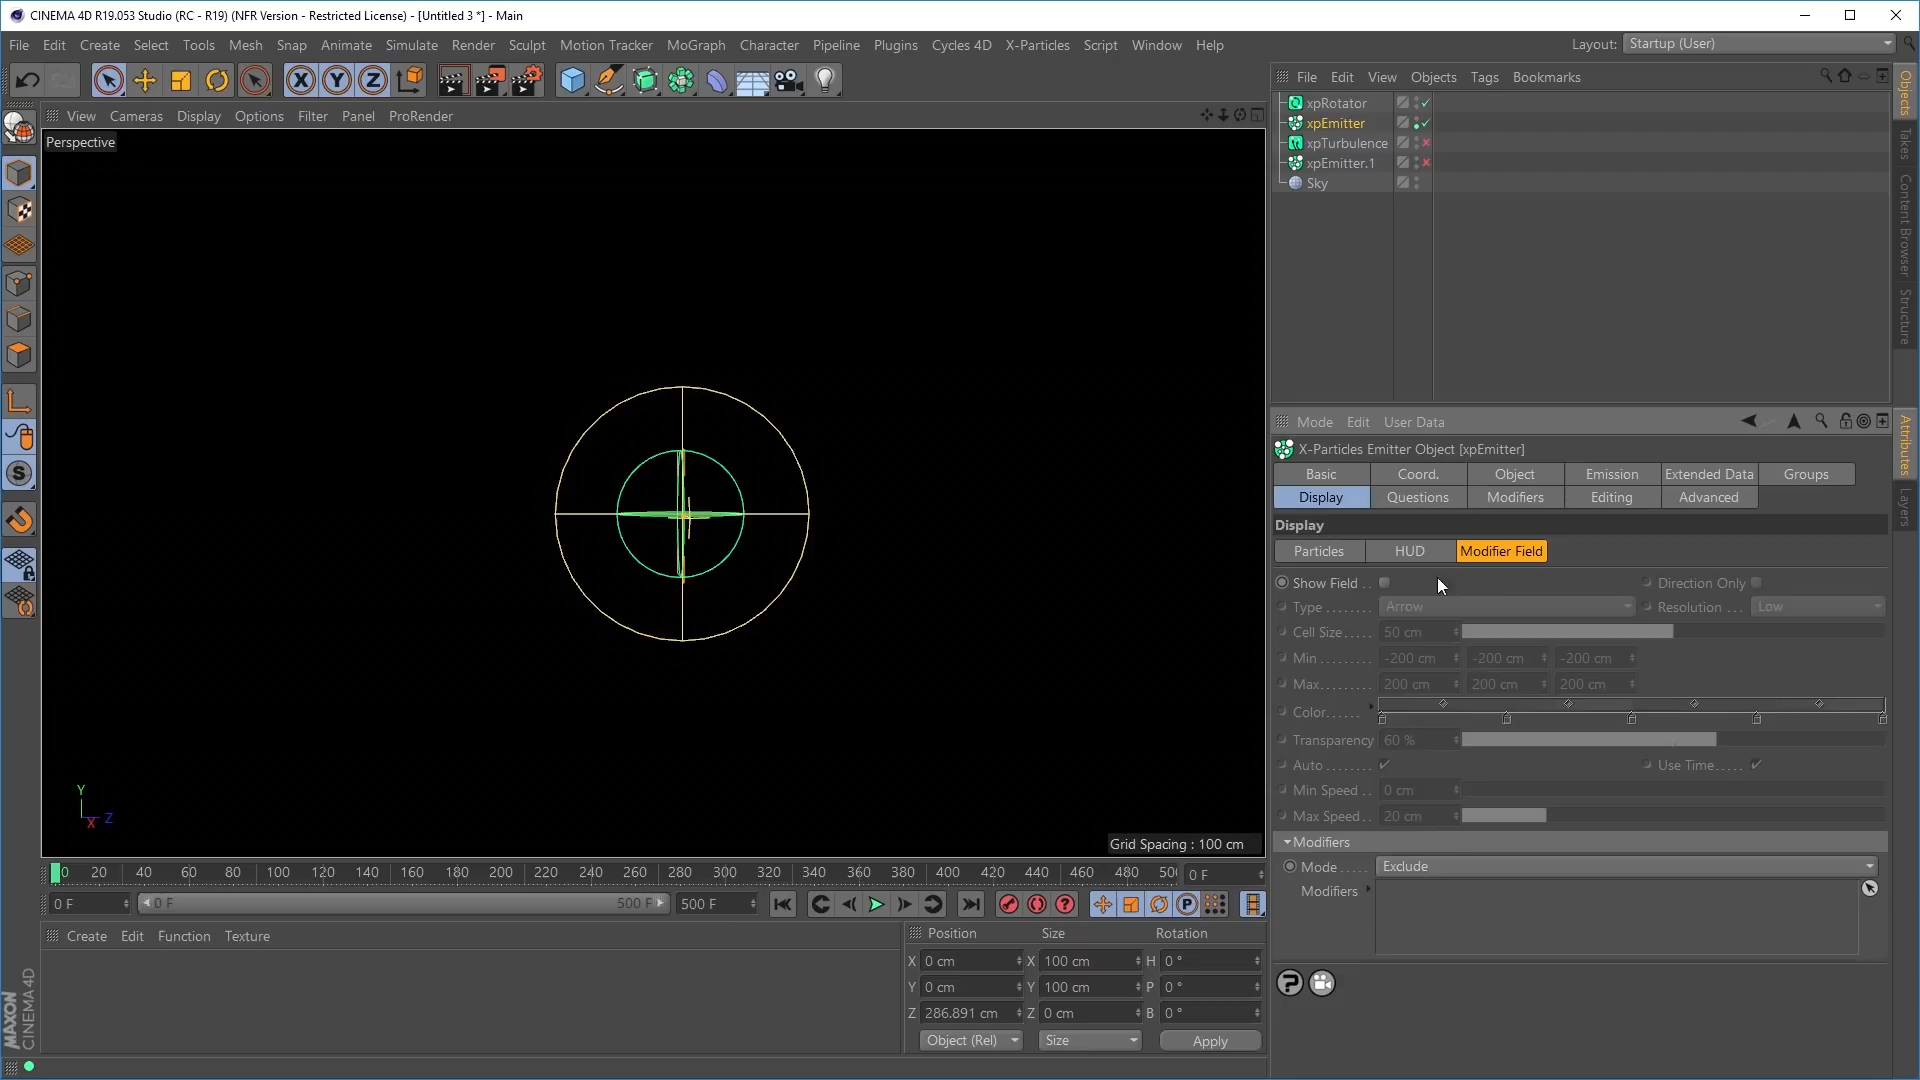 CINEMA 4D R19.053 Studio (RC - R19) (NFR Version - Restricted License) - [Untitled 3 *] - Main
File Edit Create Select Tools Mesh Snap Animate Simulate Render Sculpt Motion Tracker MoGraph Character Pipeline Plugins Cycles 4D X-Particles Script Window Help
Layout: Startup (User)
X Y Z
File Edit View Objects Tags Bookmarks
View Cameras Display Options Filter Panel ProRender
Perspective
xpRotator
xpEmitter
xpTurbulence
xpEmitter.1
Sky
Objects
Takes
Content Browser
Structure
Mode Edit User Data
X-Particles Emitter Object [xpEmitter]
Basic Coord. Object Emission Extended Data Groups
Display Questions Modifiers Editing Advanced
Attributes
Layers
Display
Particles HUD Modifier Field
Show Field . . Direction Only
Type . . . . . . . Arrow Resolution . . . Low
Cell Size . . . . . 50 cm
Min . . . . . . . . . -200 cm -200 cm -200 cm
Max. . . . . . . . . 200 cm 200 cm 200 cm
Color. . . . . .
Transparency 60 %
Auto . . . . . . . . Use Time. . . . .
Min Speed . . 0 cm
Max Speed . . 20 cm
Modifiers
Mode . . . . . Exclude
Modifiers
Y
Z
X
Grid Spacing : 100 cm
0 20 40 60 80 100 120 140 160 180 200 220 240 260 280 300 320 340 360 380 400 420 440 460 480 50 0 F
0 F 0 F 500 F 500 F
P
S
Create Edit Function Texture
Position Size Rotation
X 0 cm X 100 cm H 0 °
Y 0 cm Y 100 cm P 0 °
Z 286.891 cm Z 0 cm B 0 °
Object (Rel) Size Apply
MAXON
CINEMA 4D